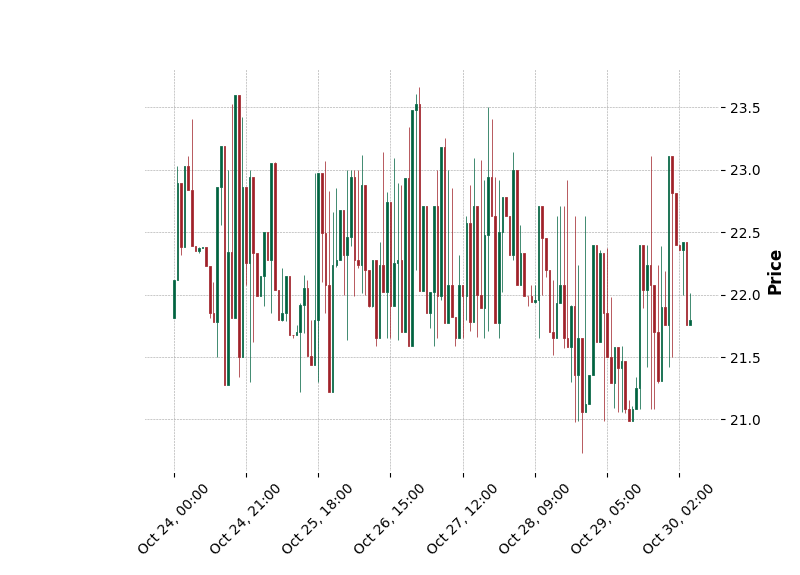 23.5
23.0
22.5
22.0
21.5
21.0
Price
Oct 24, 00:00
Oct 24, 21:00
Oct 25, 18:00
Oct 26, 15:00
Oct 27, 12:00
Oct 28, 09:00
Oct 29, 05:00
Oct 30, 02:00